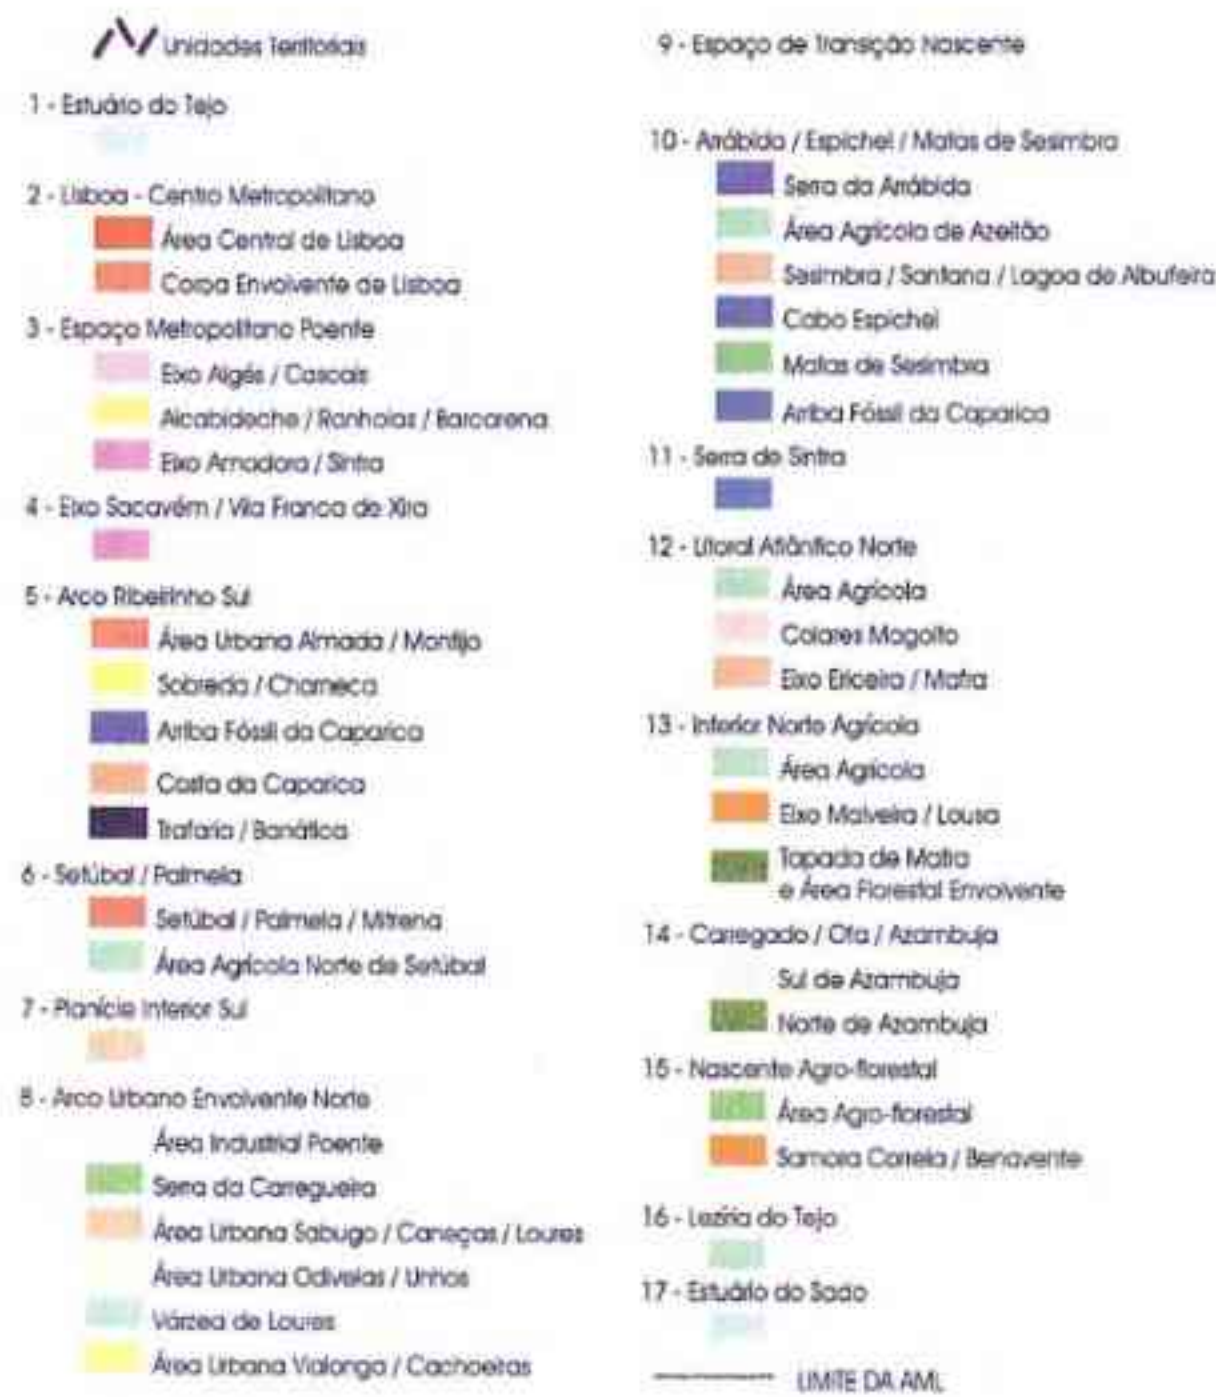 Unidades Territoriais
1 - Estuário do Tejo
2 - Lisboa - Centro Metropolitano
Área Central de Lisboa
Coroa Envolvente de Lisboa
3 - Espaço Metropolitano Poente
Eixo Algés / Cascais
Alcabideche / Ranholas / Barcarena
Eixo Amadora / Sintra
4 - Eixo Sacavém / Vila Franca de Xira
5 - Arco Ribeirinho Sul
Área Urbana Almada / Montijo
Sobreda / Charneca
Arriba Fóssil da Caparica
Costa da Caparica
Trafaria / Banática
6 - Setúbal / Palmela
Setúbal / Palmela / Mitrena
Área Agrícola Norte de Setúbal
7 - Planície Interior Sul
8 - Arco Urbano Envolvente Norte
Área Industrial Poente
Serra da Carregueira
Área Urbana Sabugo / Caneças / Loures
Área Urbana Odivelas / Unhos
Várzea de Loures
Área Urbana Vialonga / Cachoeiras
9 - Espaço de Transição Nascente
10 - Arrábida / Espichel / Matas de Sesimbra
Serra da Arrábida
Área Agrícola de Azeitão
Sesimbra / Santana / Lagoa de Albufeira
Cabo Espichel
Matas de Sesimbra
Arriba Fóssil da Caparica
11 - Serra de Sintra
12 - Litoral Atlântico Norte
Área Agrícola
Colares Magoito
Eixo Ericeira / Mafra
13 - Interior Norte Agrícola
Área Agrícola
Eixo Malveira / Lousa
Tapada de Mafra
e Área Florestal Envolvente
14 - Carregado / Ota / Azambuja
Sul de Azambuja
Norte de Azambuja
15 - Nascente Agro-florestal
Área Agro-florestal
Samora Correia / Benavente
16 - Lezíria do Tejo
17 - Estuário do Sado
LIMITE DA AML